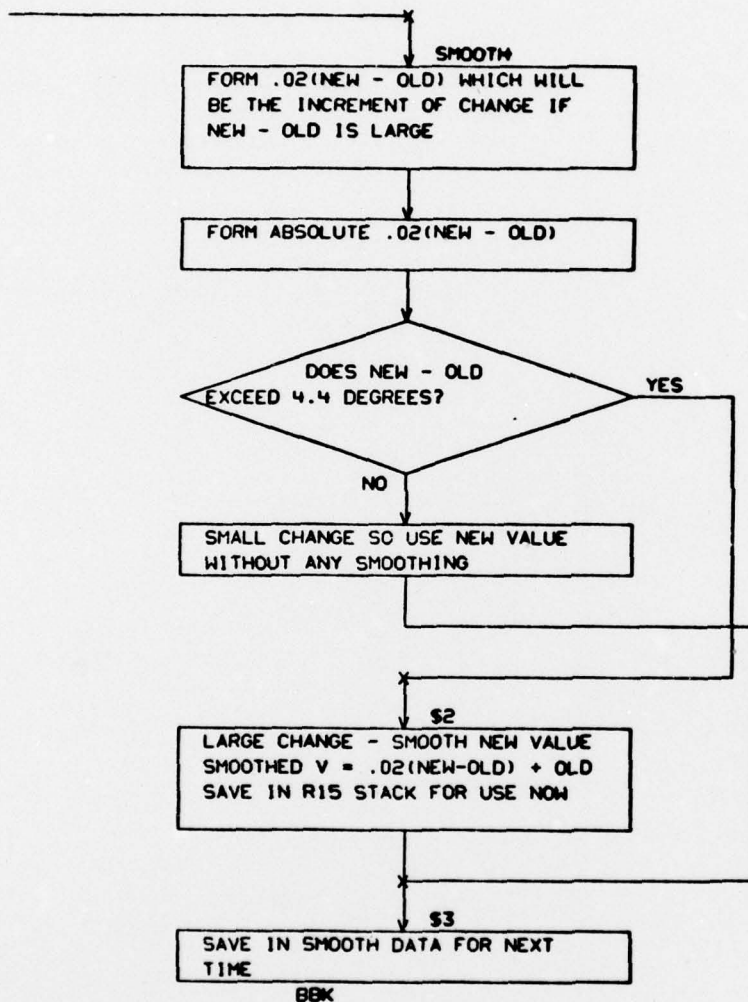 SMOOTH
FORM .02(NEW - OLD) WHICH WILL
BE THE INCREMENT OF CHANGE IF
NEW - OLD IS LARGE
FORM ABSOLUTE .02(NEW - OLD)
DOES NEW - OLD
EXCEED 4.4 DEGREES?
YES
NO
SMALL CHANGE SO USE NEW VALUE
WITHOUT ANY SMOOTHING
$2
LARGE CHANGE - SMOOTH NEW VALUE
SMOOTHED V = .02(NEW-OLD) + OLD
SAVE IN R15 STACK FOR USE NOW
$3
SAVE IN SMOOTH DATA FOR NEXT
TIME
BBK